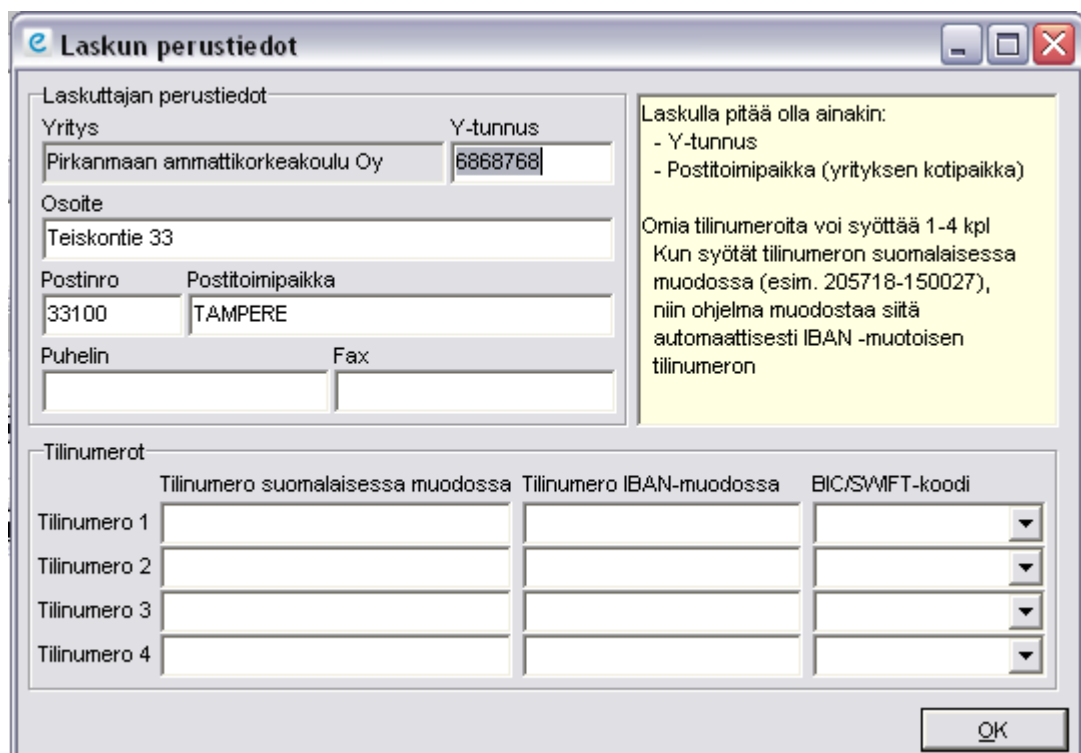 Laskun perustiedot
Laskuttajan perustiedot
Yritys Y-tunnus
Pirkanmaan ammattikorkeakoulu Oy 6868768
Osoite
Teiskontie 33
Postinro Postitoimipaikka
33100 TAMPERE
Puhelin Fax
Laskulla pitää olla ainakin:
- Y-tunnus
- Postitoimipaikka (yrityksen kotipaikka)
Omia tilinumeroita voi syöttää 1-4 kpl
Kun syötät tilinumeron suomalaisessa
muodossa (esim. 205718-150027),
niin ohjelma muodostaa siitä
automaattisesti IBAN -muotoisen
tilinumeron
Tilinumerot
Tilinumero suomalaisessa muodossa Tilinumero IBAN-muodossa BIC/SWIFT-koodi
Tilinumero 1
Tilinumero 2
Tilinumero 3
Tilinumero 4
OK